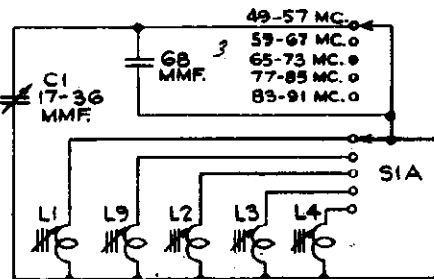 49-57 MC.
59-67 MC.
65-73 MC.
77-85 MC.
83-91 MC.
3
68
MMF.
C1
17-36
MMF.
S1A
L1
L9
L2
L3
L4